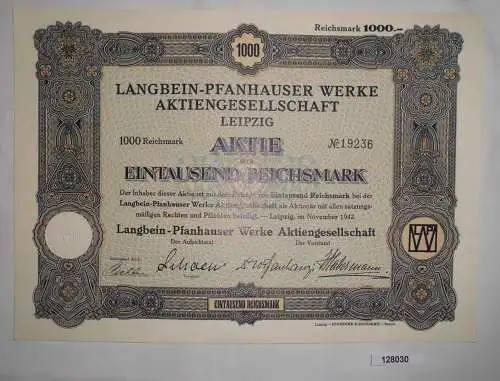 Reichsmark 1000.-
1000
LANGBEIN-PFANHAUSER WERKE
AKTIENGESELLSCHAFT
LEIPZIG
1000 Reichsmark AKTIE № 19236
EINTAUSEND REICHSMARK
Der Inhaber dieser Aktie ist mit dem Eintausend Reichsmark bei der
Langbein-Pfanhauser Werke Aktiengesellschaft als Aktionär mit allen satzungs-
mäßigen Rechten und Pflichten beteiligt. — Leipzig, im November 1942.
Langbein-Pfanhauser Werke Aktiengesellschaft
Der Aufsichtsrat Der Vorstand
EINTAUSEND REICHSMARK
128030